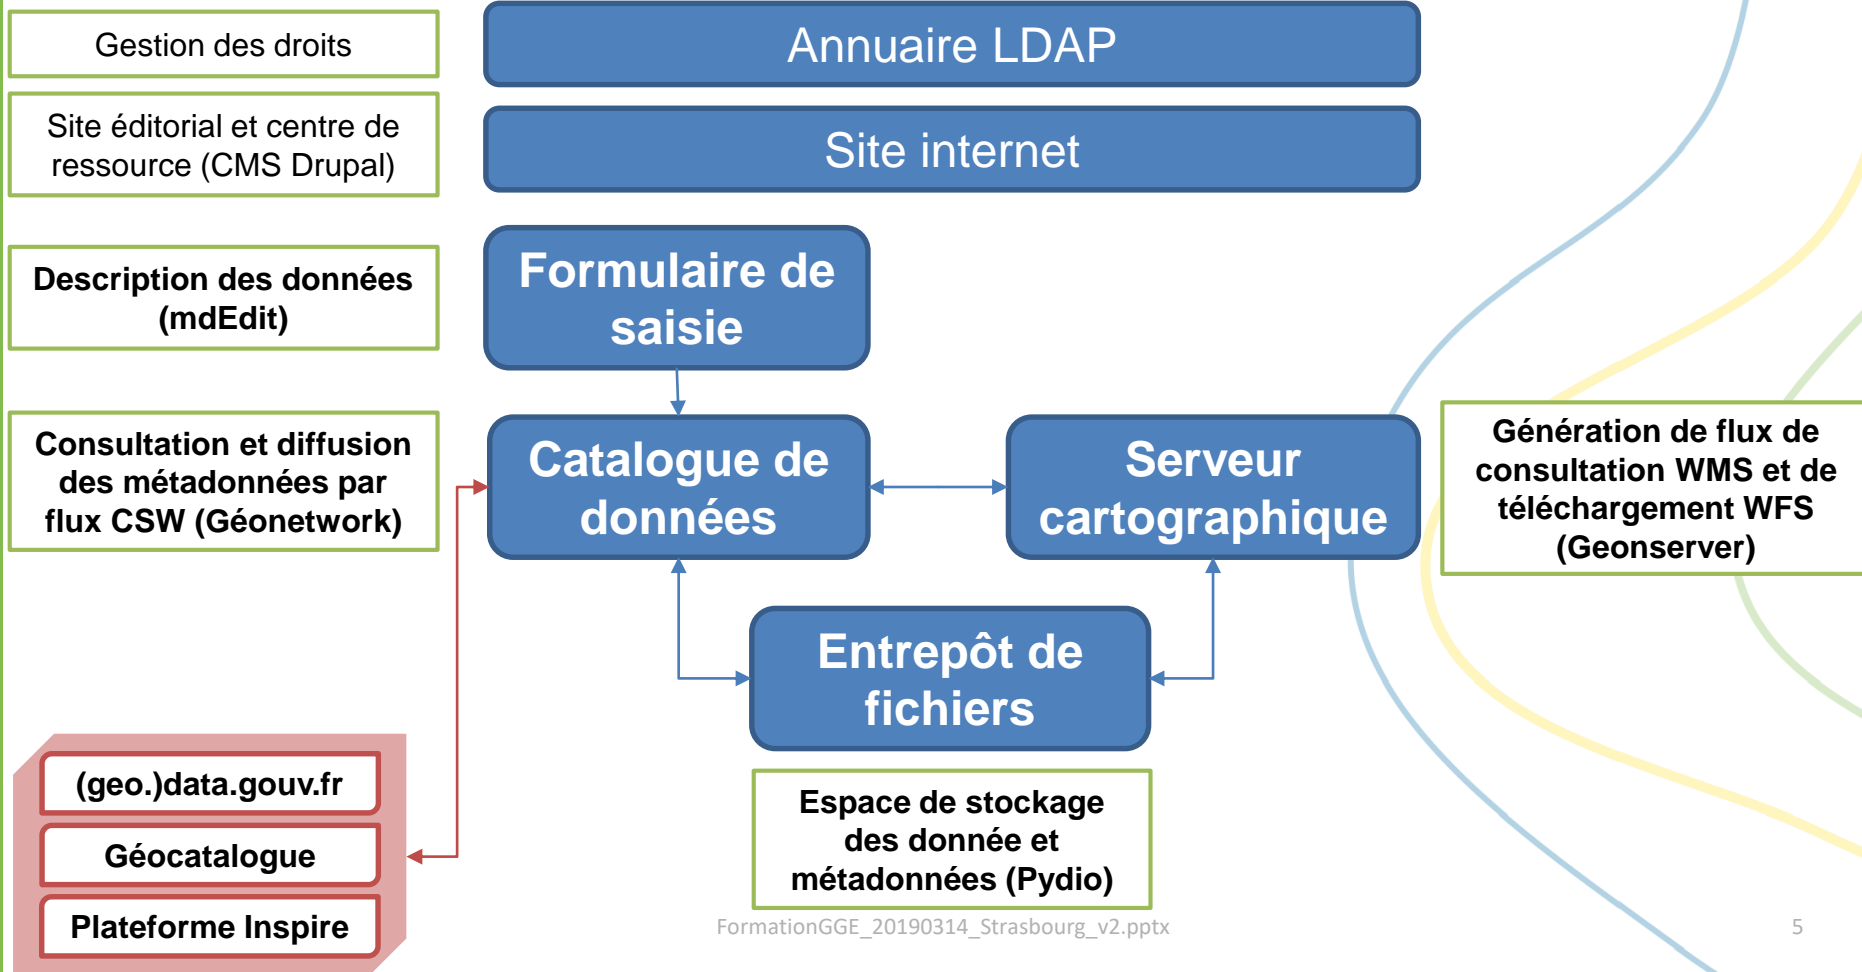 Gestion des droits
Annuaire LDAP
Site éditorial et centre de
ressource (CMS Drupal)
Site internet
Description des données
(mdEdit)
Formulaire de
saisie
Consultation et diffusion
des métadonnées par
flux CSW (Géonetwork)
Catalogue de
données
Serveur
cartographique
Génération de flux de
consultation WMS et de
téléchargement WFS
(Geonserver)
Entrepôt de
fichiers
(geo.)data.gouv.fr
Géocatalogue
Plateforme Inspire
Espace de stockage
des donnée et
métadonnées (Pydio)
FormationGGE_20190314_Strasbourg_v2.pptx
5